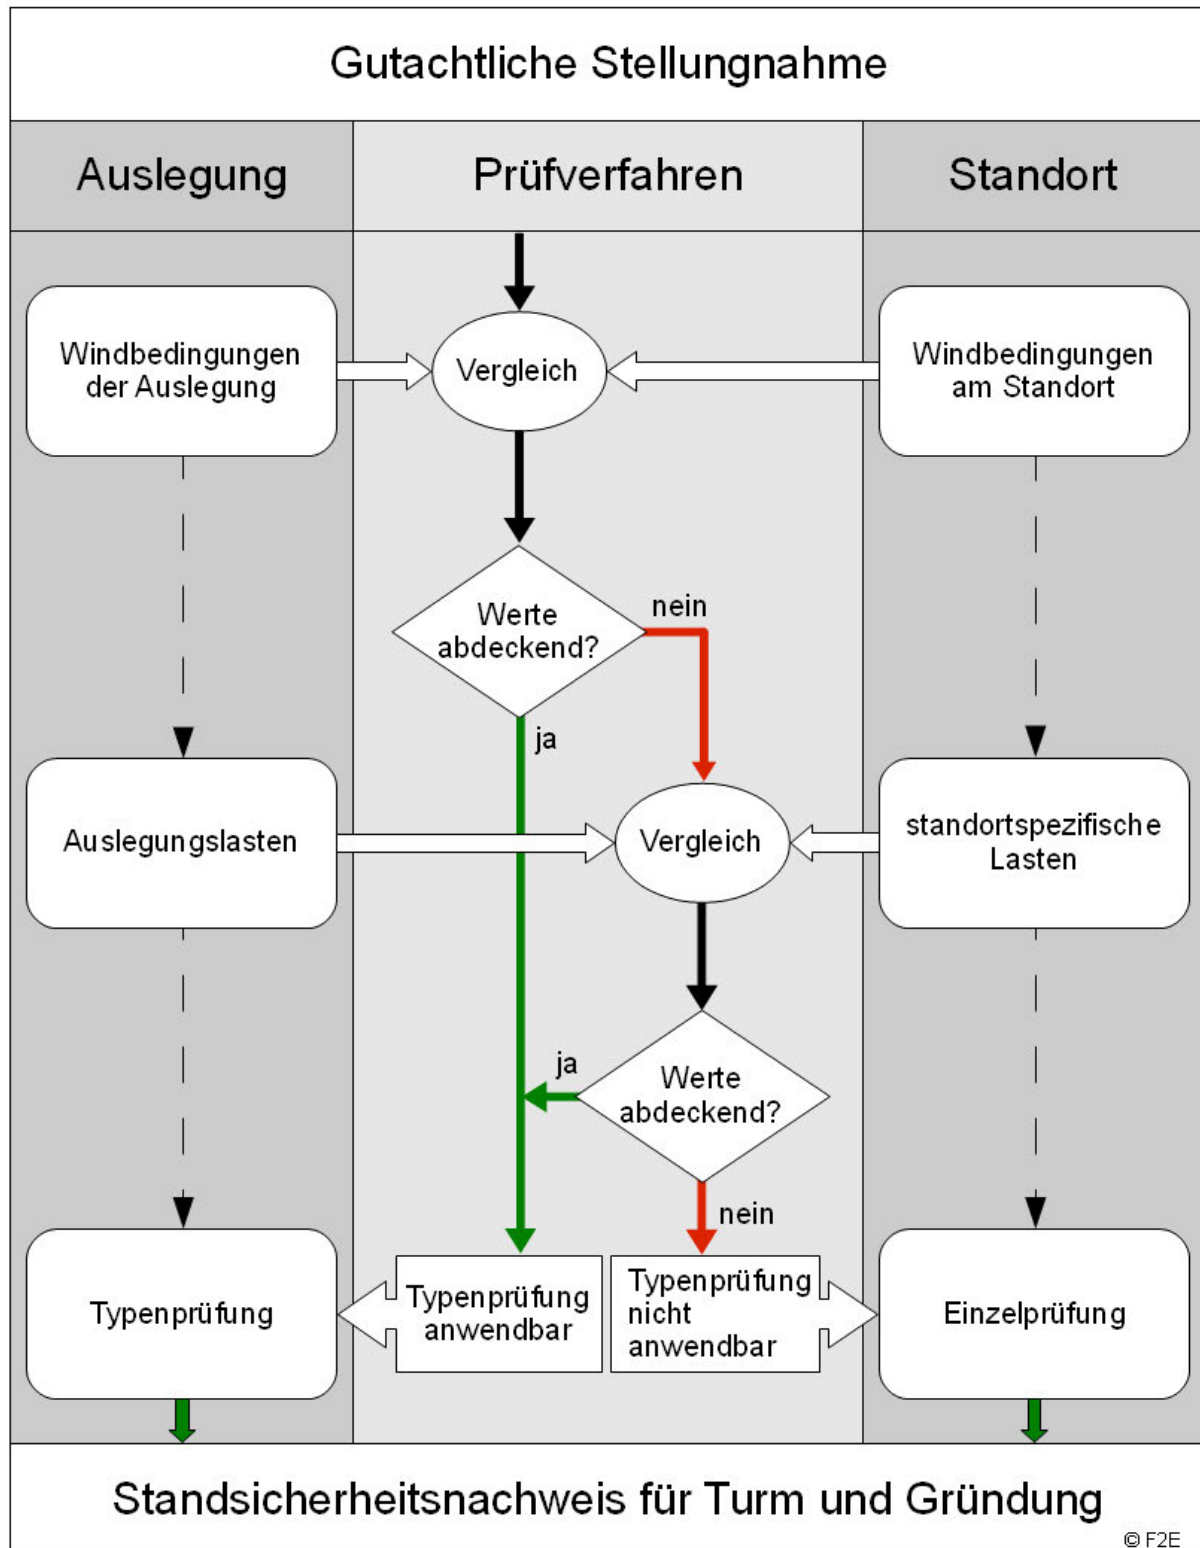 Gutachtliche Stellungnahme
Auslegung
Prüfverfahren
Standort
Windbedingungen
der Auslegung
Vergleich
Windbedingungen
am Standort
Werte
abdeckend?
nein
ja
Auslegungslasten
Vergleich
standortspezifische
Lasten
ja
Werte
abdeckend?
nein
Typenprüfung
Typenprüfung
anwendbar
Typenprüfung
nicht
anwendbar
Einzelprüfung
Standsicherheitsnachweis für Turm und Gründung
© F2E